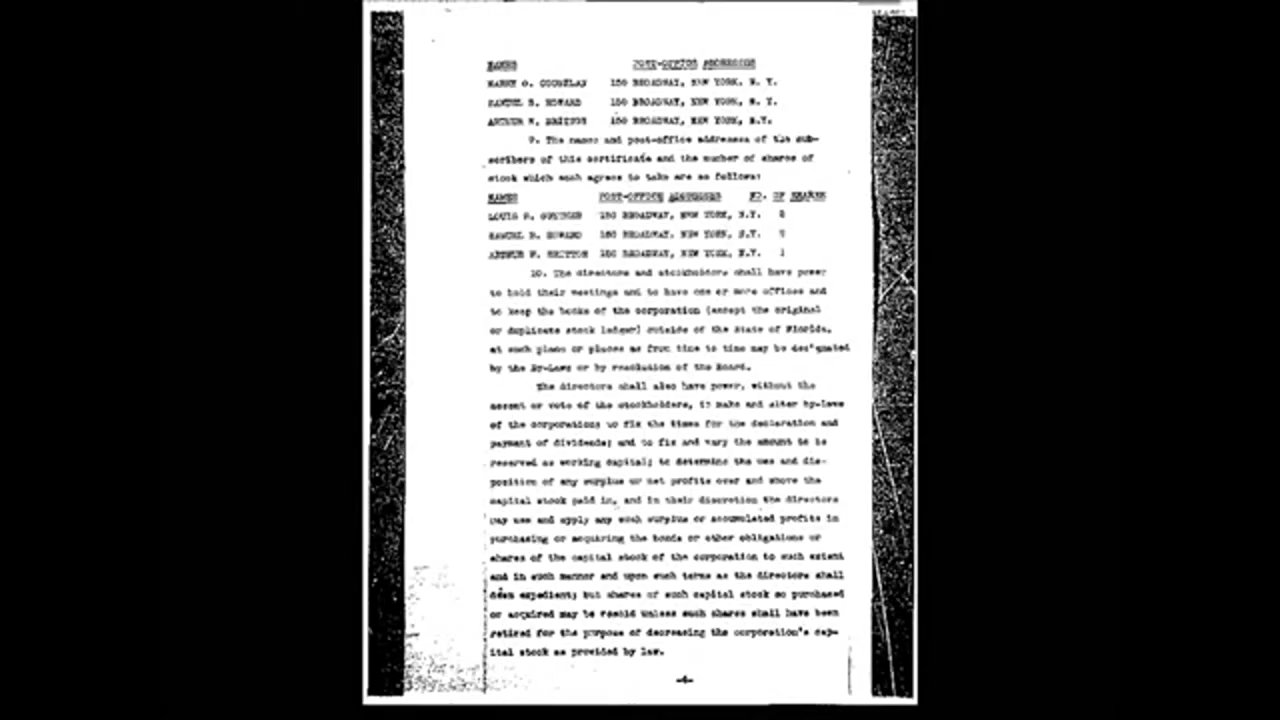 NAMES POST-OFFICE ADDRESSES
HARRY O. COUGHLAN 150 BROADWAY, NEW YORK, N. Y.
SAMUEL B. HOWARD 150 BROADWAY, NEW YORK, N. Y.
ARTHUR W. BRITTON 150 BROADWAY, NEW YORK, N.Y.
9. The names and post-office addresses of the sub-
scribers of this certificate and the number of shares of
stock which each agrees to take are as follows:
NAMES POST-OFFICE ADDRESSES NO. OF SHARES
LOUIS 150 BROADWAY, NEW YORK, N.Y.
SAMUEL B. HOWARD 150 BROADWAY, NEW YORK, N.Y.
ARTHUR W. BRITTON 150 BROADWAY, NEW YORK, N.Y. 1
10. The directors and stockholders shall have power
to hold their meetings and to have one or more offices and
to keep the books of the corporation (except the original
or duplicate stock ledger) outside of the State of Florida,
at such place or places as from time to time may be designated
by the By-Laws or by resolution of the Board.
The directors shall also have power, without the
assent or vote of the stockholders, to make and alter by-laws
of the corporation; to fix the times for the declaration and
payment of dividends; and to fix and vary the amount to be
reserved as working capital; to determine the use and dis-
position of any surplus or net profits over and above the
capital stock paid in, and in their discretion the directors
may use and apply any such surplus or accumulated profits in
purchasing or acquiring the bonds or other obligations or
shares of the capital stock of the corporation to such extent
and in such manner and upon such terms as the directors shall
deem expedient; but shares of such capital stock so purchased
or acquired may be resold unless such shares shall have been
retired for the purpose of decreasing the corporation's cap-
ital stock as provided by law.